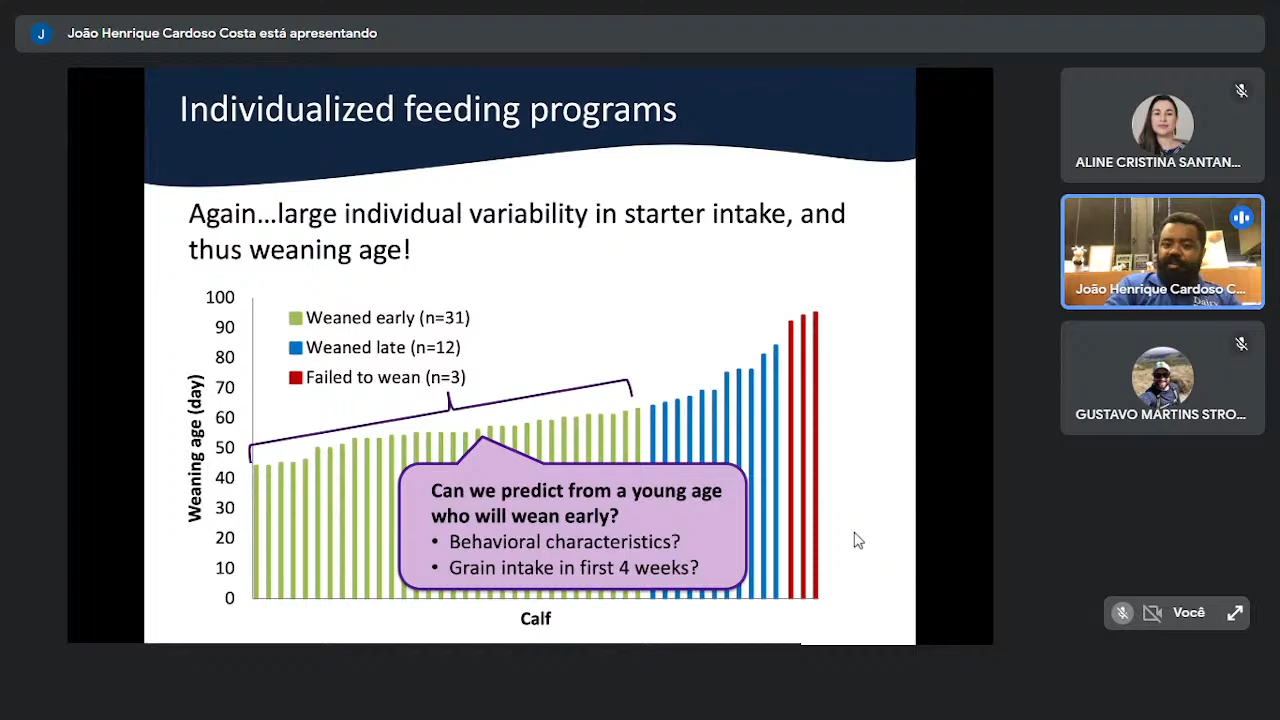 J João Henrique Cardoso Costa está apresentando
Individualized feeding programs
Again...large individual variability in starter intake, and
thus weaning age!
100
90
80
70
60
50
40
30
20
10
0
Weaning age (day)
Weaned early (n=31)
Weaned late (n=12)
Failed to wean (n=3)
Can we predict from a young age
who will wean early?
• Behavioral characteristics?
• Grain intake in first 4 weeks?
Calf
ALINE CRISTINA SANTAN...
Dairy
João Henrique Cardoso C...
GUSTAVO MARTINS STRO...
Você